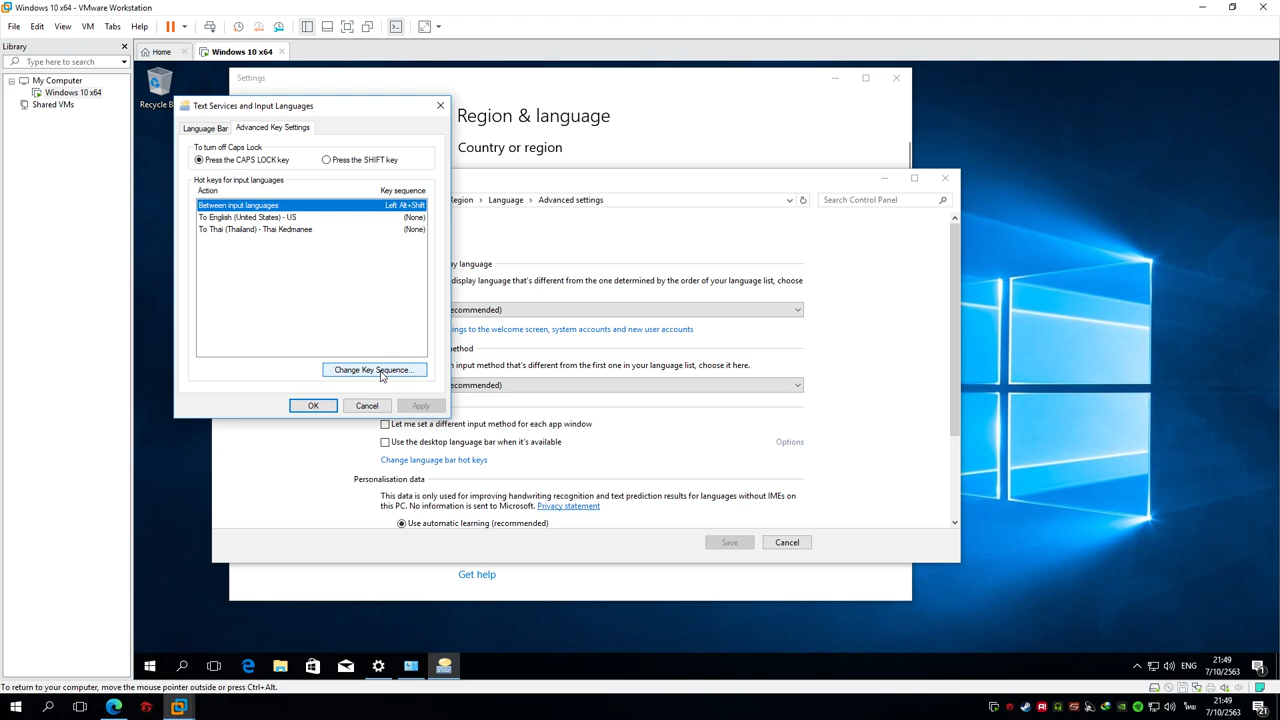 Windows 10 x64 - VMware Workstation
File Edit View VM Tabs Help
Library
Type here to search
My Computer
Windows 10 x64
Shared VMs
Home
Windows 10 x64
Recycle B
Settings
Region & language
Country or region
Text Services and Input Languages
Language Bar
Advanced Key Settings
To turn off Caps Lock
Press the CAPS LOCK key
Press the SHIFT key
Hot keys for input languages
Action Key sequence
Between input languages Left Alt+Shift
To English (United States) - US (None)
To Thai (Thailand) - Thai Kedmanee (None)
Change Key Sequence...
OK Cancel Apply
Region > Language > Advanced settings
Search Control Panel
ay language
display language that's different from the one determined by the order of your language list, choose
ecommended)
tings to the welcome screen, system accounts and new user accounts
method
n input method that's different from the first one in your language list, choose it here.
ecommended)
Let me set a different input method for each app window
Use the desktop language bar when it's available Options
Change language bar hot keys
Personalisation data
This data is only used for improving handwriting recognition and text prediction results for languages without IMEs on
this PC. No information is sent to Microsoft. Privacy statement
Use automatic learning (recommended)
Save Cancel
Get help
ENG
21:49
7/10/2563
To return to your computer, move the mouse pointer outside or press Ctrl+Alt.
21:49
7/10/2563